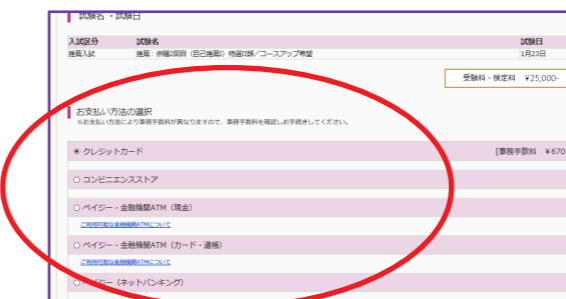 試験名・試験日
入試区分 試験名 試験日
推薦入試 推薦:併願2回目(自己推薦I) 特選II類/コースアップ希望 1月23日
受験料・検定料 ¥25,000-
お支払い方法の選択
※お支払い方法により事務手数料が異なりますので、事務手数料を確認しお手続きしてください。
クレジットカード [事務手数料 ¥670
コンビニエンスストア
ペイジー・金融機関ATM(現金)
ご利用可能な金融機関ATMについて
ペイジー・金融機関ATM(カード・通帳)
ご利用可能な金融機関ATMについて
ペイジー(ネットバンキング)